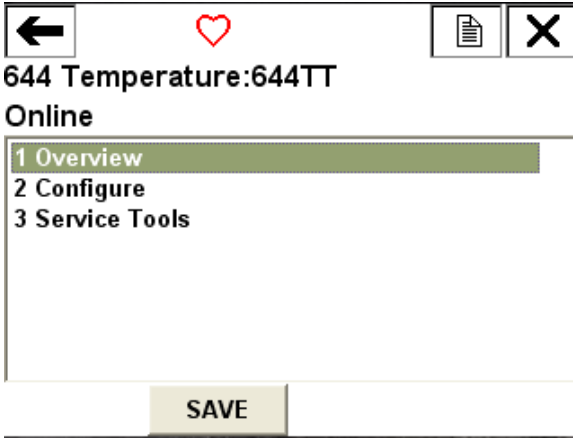 644 Temperature:644TT
Online
1 Overview
2 Configure
3 Service Tools
SAVE